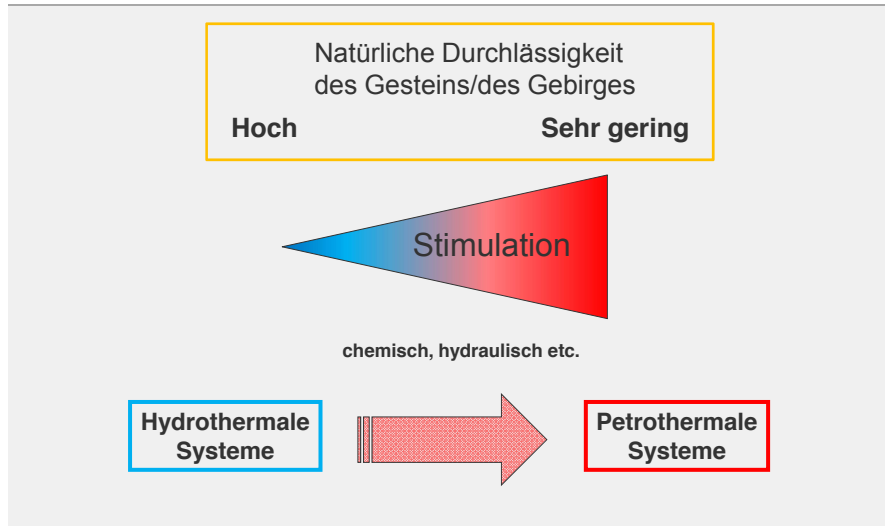 Natürliche Durchlässigkeit
des Gesteins/des Gebirges
Hoch Sehr gering
Stimulation
chemisch, hydraulisch etc.
Hydrothermale
Systeme
Petrothermale
Systeme